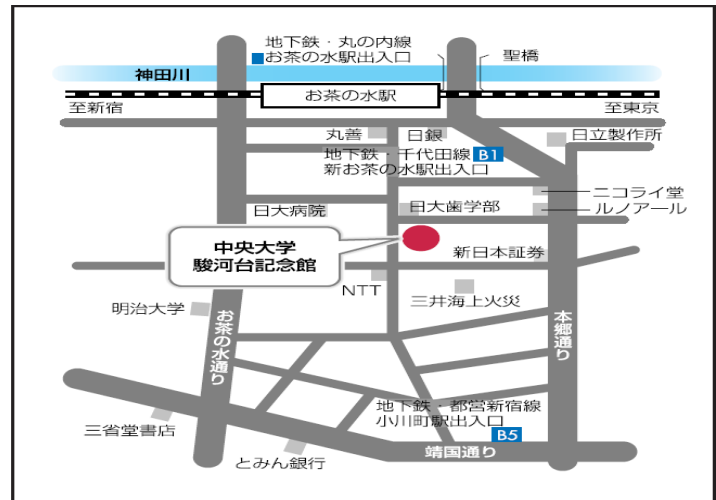 地下鉄・丸の内線
お茶の水駅出入口
聖橋
神田川
お茶の水駅
至新宿
至東京
丸善
日銀
日立製作所
地下鉄・千代田線 B1
新お茶の水駅出入口
ニコライ堂
日大病院
日大歯学部
ルノアール
中央大学
駿河台記念館
新日本証券
NTT
三井海上火災
明治大学
お茶の水通り
本郷通り
地下鉄・都営新宿線
小川町駅出入口
B5
三省堂書店
とみん銀行
靖国通り